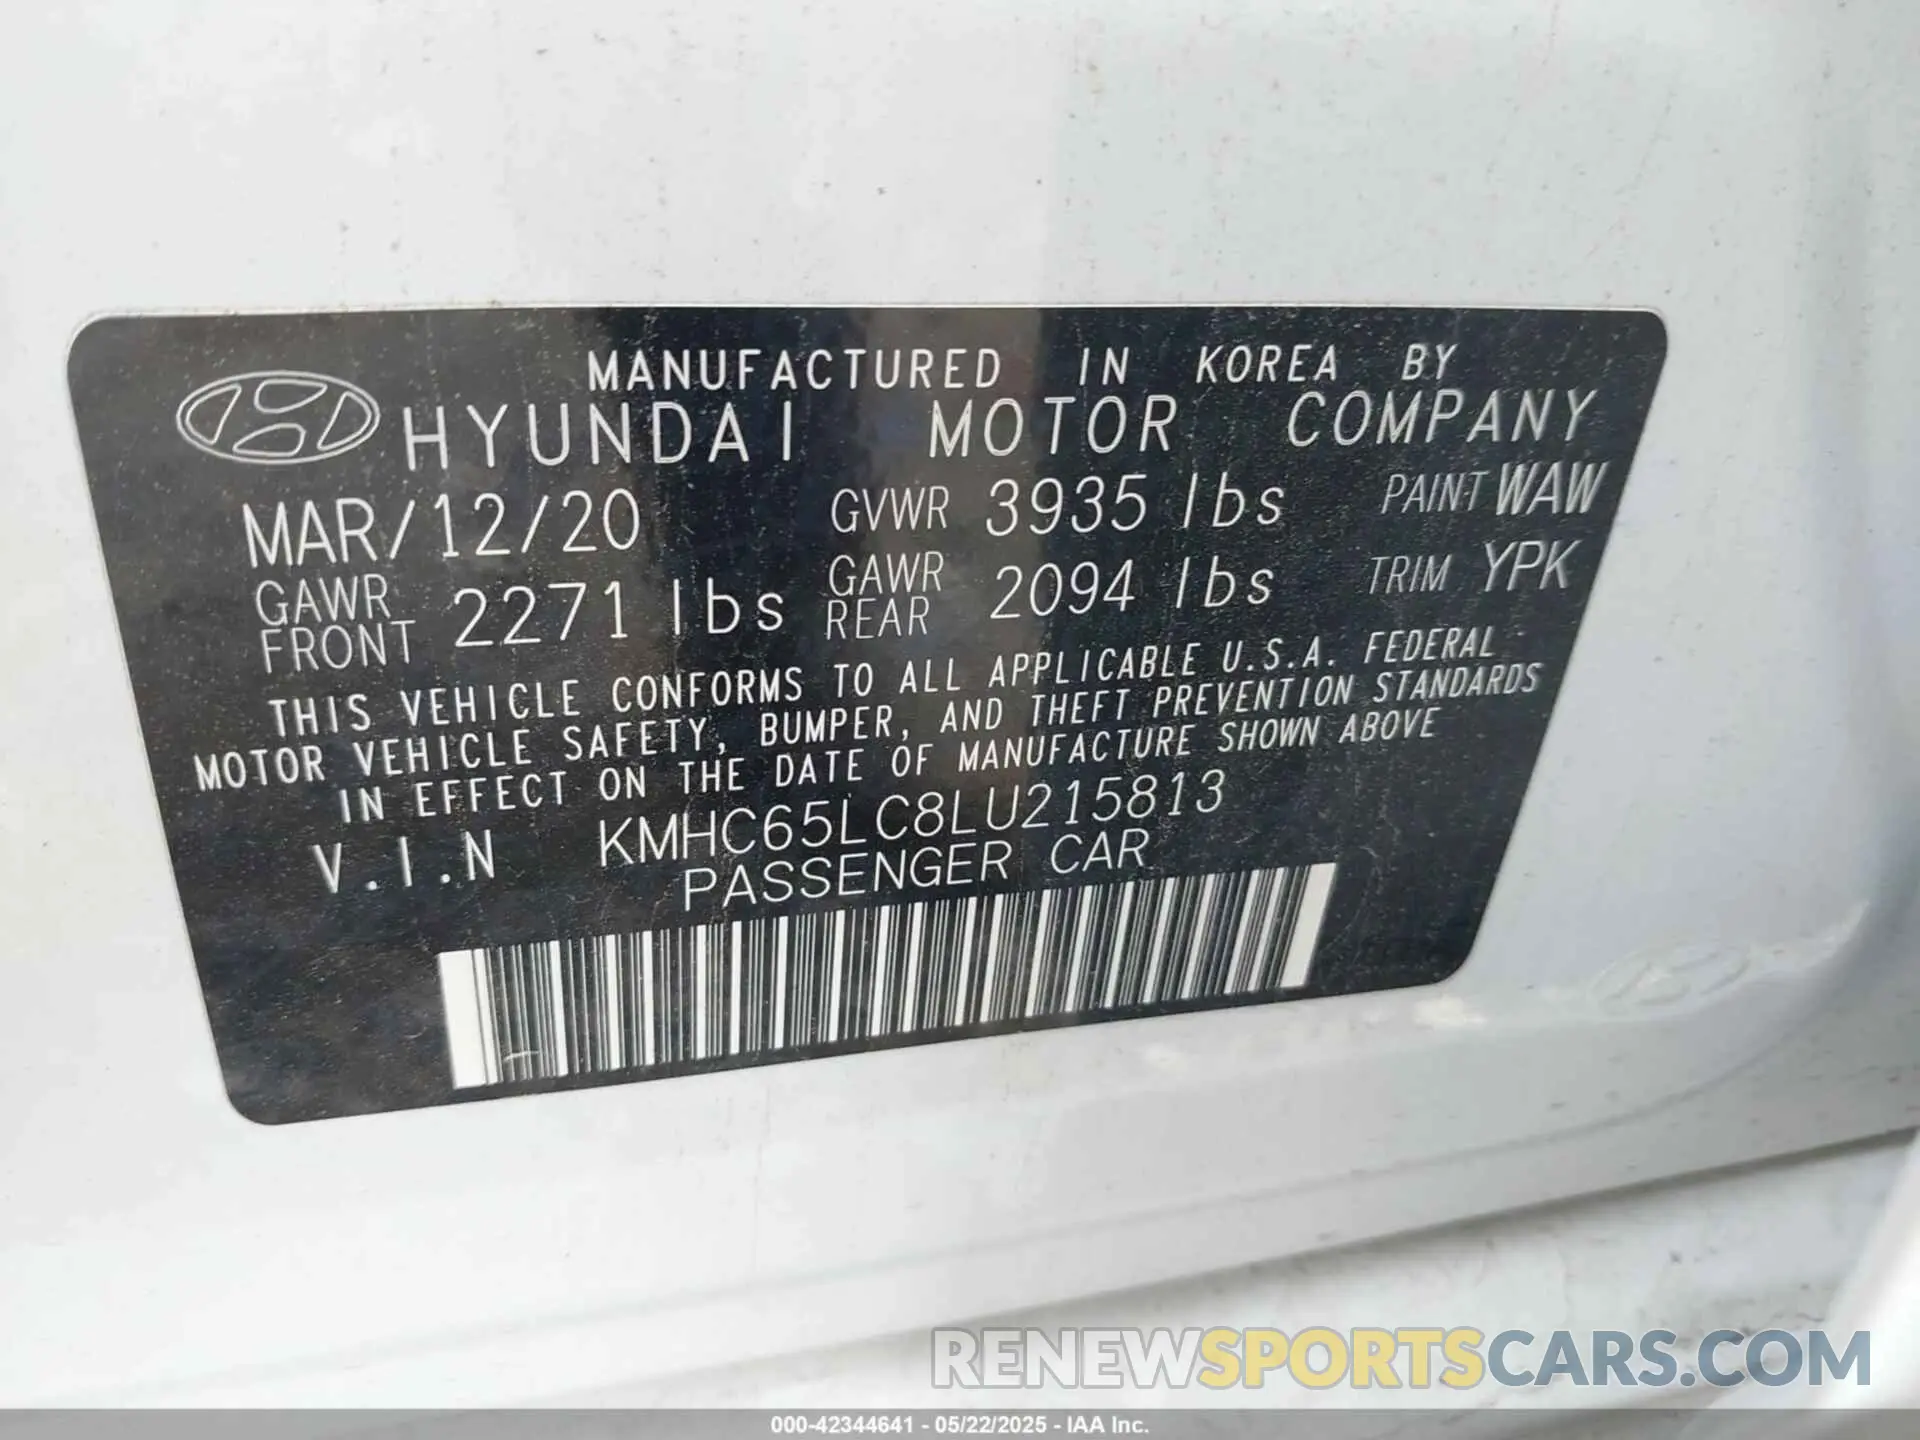 MANUFACTURED IN KOREA BY
HYUNDAI MOTOR COMPANY
MAR/12/20 GVWR 3935 lbs PAINT WAW
GAWR FRONT 2271 lbs GAWR REAR 2094 lbs TRIM YPK
THIS VEHICLE CONFORMS TO ALL APPLICABLE U.S.A. FEDERAL
MOTOR VEHICLE SAFETY, BUMPER, AND THEFT PREVENTION STANDARDS
IN EFFECT ON THE DATE OF MANUFACTURE SHOWN ABOVE
V.I.N KMHC65LC8LU215813
PASSENGER CAR
RENEWSPORTSCARS.COM
000-42344641 - 05/22/2025 - IAA Inc.